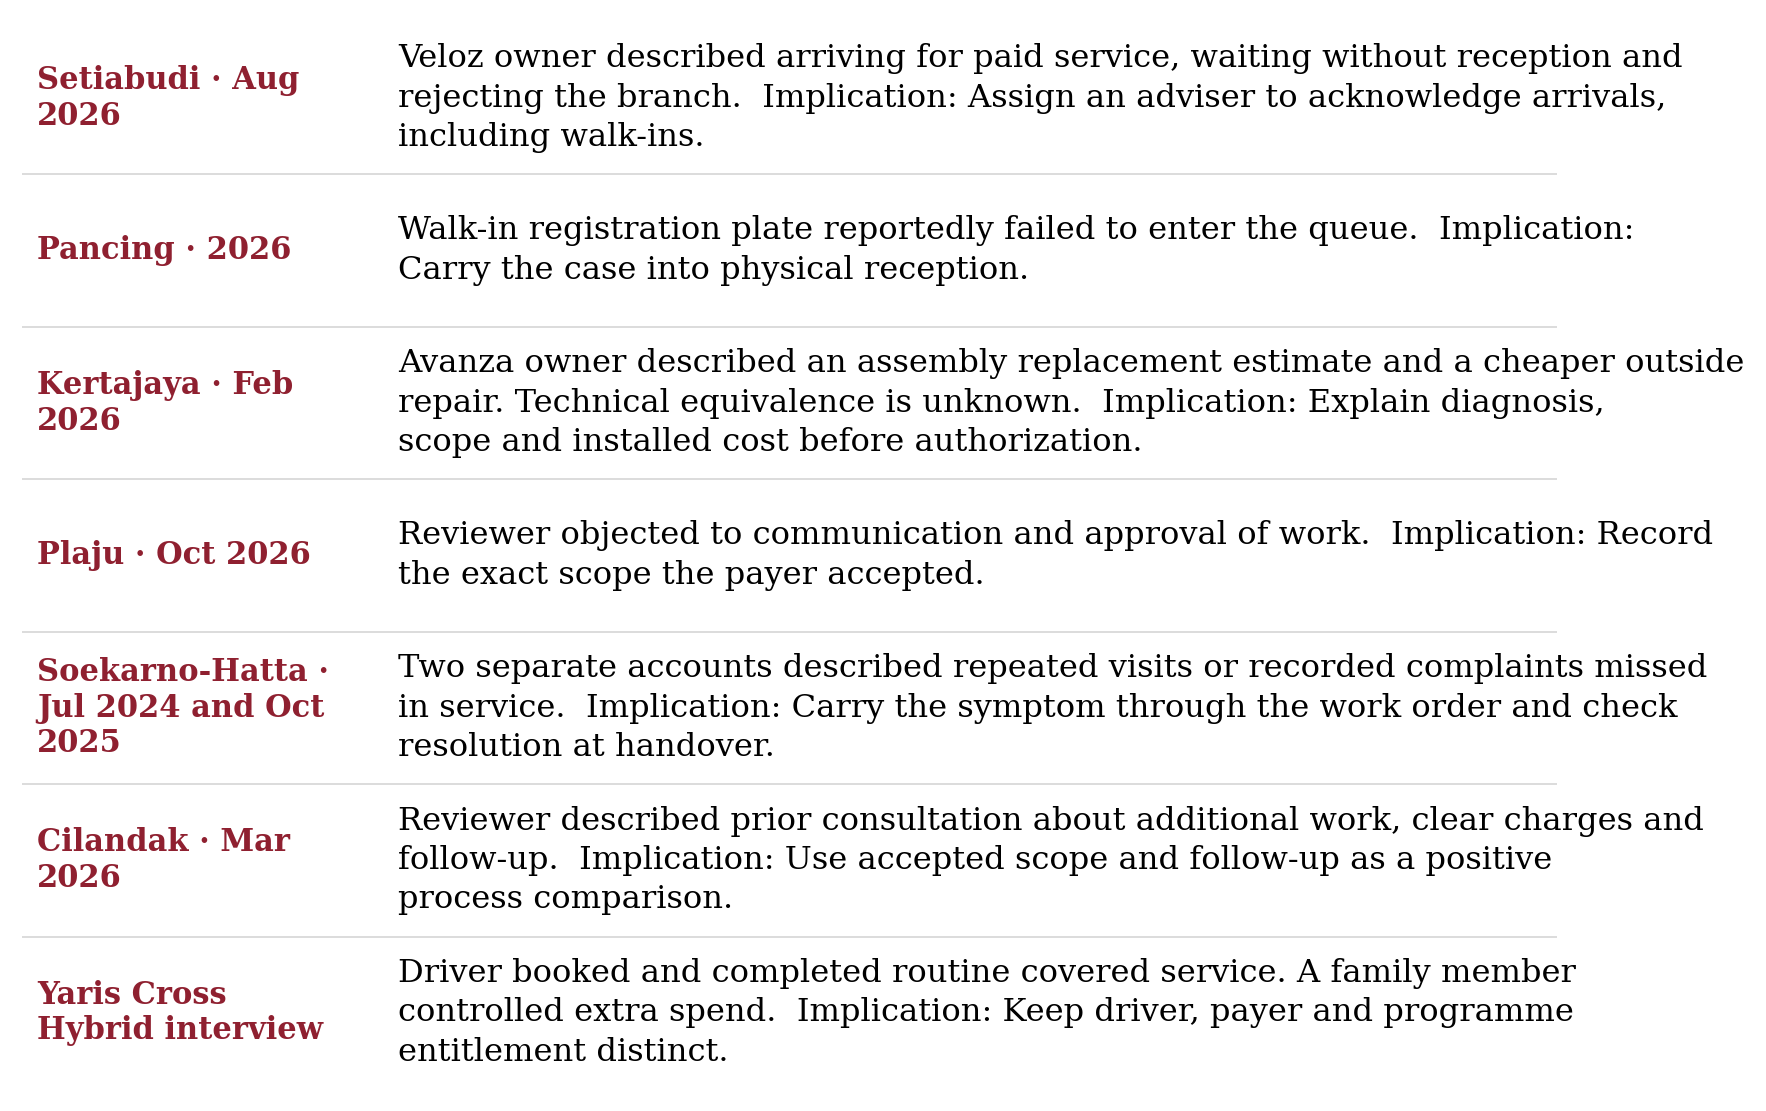 Setiabudi · Aug
2026
Veloz owner described arriving for paid service, waiting without reception and
rejecting the branch.  Implication: Assign an adviser to acknowledge arrivals,
including walk-ins.
Pancing · 2026
Walk-in registration plate reportedly failed to enter the queue.  Implication:
Carry the case into physical reception.
Kertajaya · Feb
2026
Avanza owner described an assembly replacement estimate and a cheaper outside
repair. Technical equivalence is unknown.  Implication: Explain diagnosis,
scope and installed cost before authorization.
Plaju · Oct 2026
Reviewer objected to communication and approval of work.  Implication: Record
the exact scope the payer accepted.
Soekarno-Hatta ·
Jul 2024 and Oct
2025
Two separate accounts described repeated visits or recorded complaints missed
in service.  Implication: Carry the symptom through the work order and check
resolution at handover.
Cilandak · Mar
2026
Reviewer described prior consultation about additional work, clear charges and
follow-up.  Implication: Use accepted scope and follow-up as a positive
process comparison.
Yaris Cross
Hybrid interview
Driver booked and completed routine covered service. A family member
controlled extra spend.  Implication: Keep driver, payer and programme
entitlement distinct.